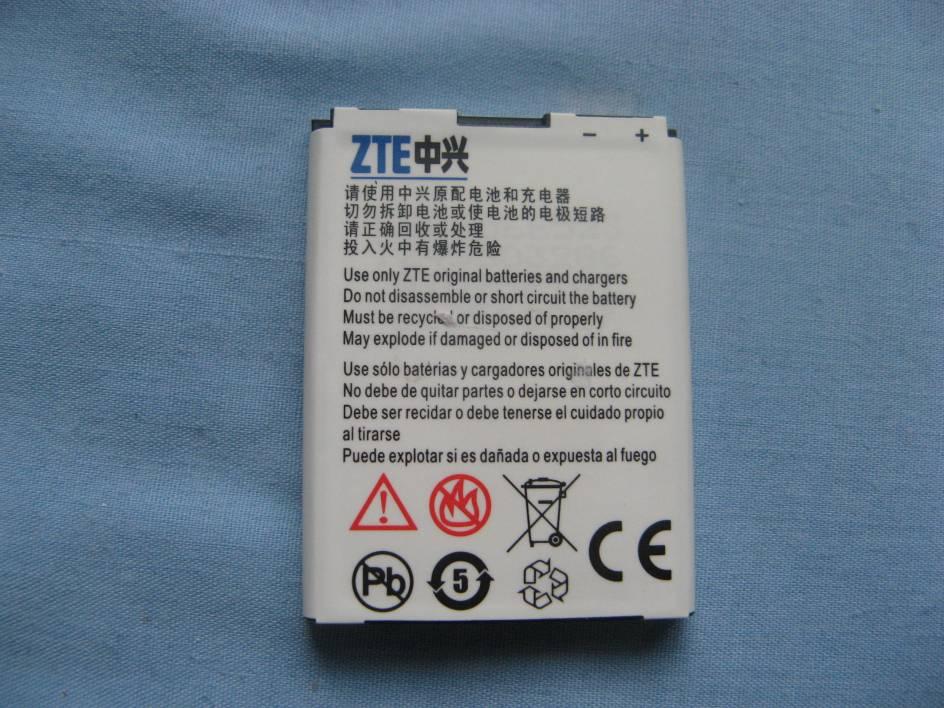 - +
ZTE中兴
请使用中兴原配电池和充电器
切勿拆卸电池或使电池的电极短路
请正确回收或处理
投入火中有爆炸危险
Use only ZTE original batteries and chargers
Do not disassemble or short circuit the battery
Must be recycled or disposed of properly
May explode if damaged or disposed of in fire
Use sólo batérias y cargadores originales de ZTE
No debe de quitar partes o dejarse en corto circuito
Debe ser recidar o debe tenerse el cuidado propio
al tirarse
Puede explotar si es dañada o expuesta al fuego
CE
Pb 5